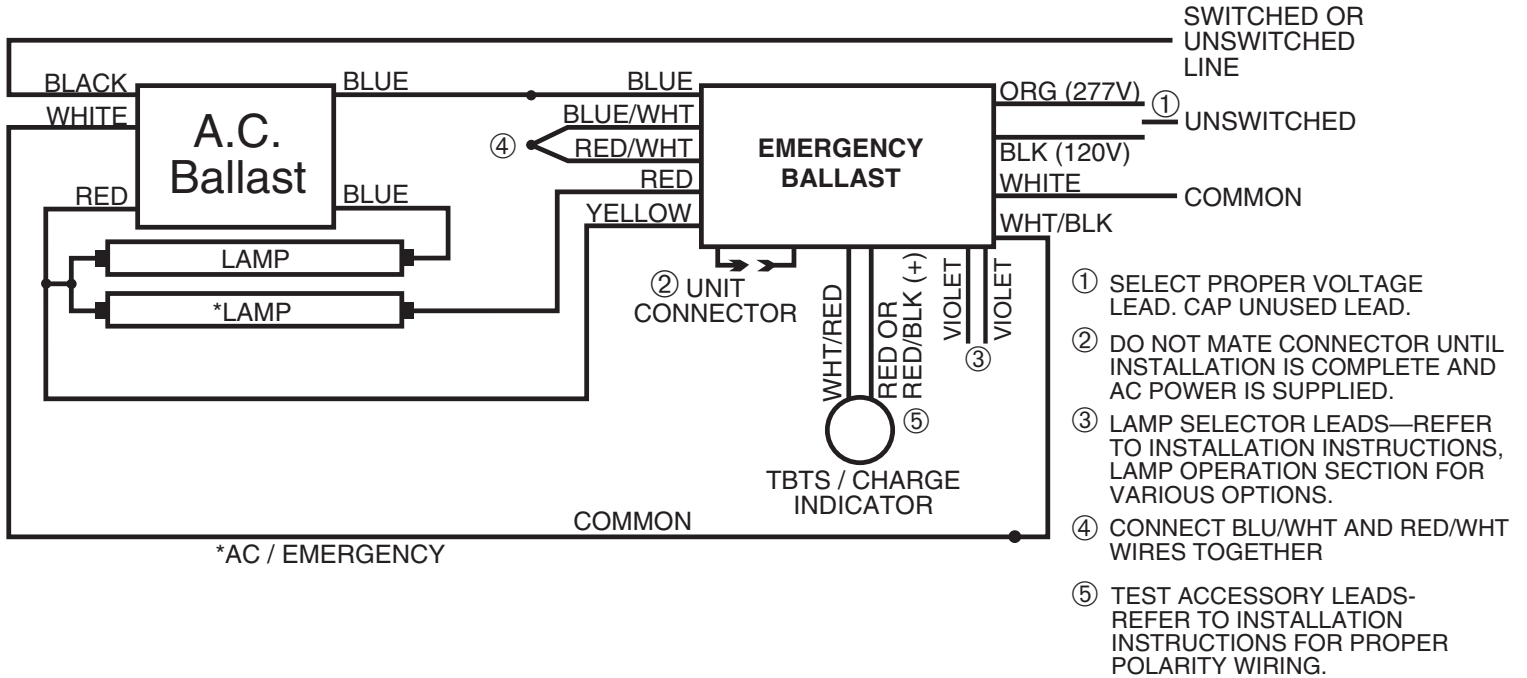 SWITCHED OR
UNSWITCHED
LINE
BLACK
BLUE
BLUE
ORG (277V)
①
UNSWITCHED
WHITE
A.C.
Ballast
BLUE/WHT
④
RED/WHT
EMERGENCY
BALLAST
BLK (120V)
RED
BLUE
RED
WHITE
COMMON
YELLOW
WHT/BLK
LAMP
*LAMP
② UNIT
CONNECTOR
WHT/RED
RED OR
RED/BLK (+)
VIOLET
VIOLET
③
⑤
TBTS / CHARGE
INDICATOR
COMMON
*AC / EMERGENCY
① SELECT PROPER VOLTAGE
LEAD. CAP UNUSED LEAD.
② DO NOT MATE CONNECTOR UNTIL
INSTALLATION IS COMPLETE AND
AC POWER IS SUPPLIED.
③ LAMP SELECTOR LEADS—REFER
TO INSTALLATION INSTRUCTIONS,
LAMP OPERATION SECTION FOR
VARIOUS OPTIONS.
④ CONNECT BLU/WHT AND RED/WHT
WIRES TOGETHER
⑤ TEST ACCESSORY LEADS-
REFER TO INSTALLATION
INSTRUCTIONS FOR PROPER
POLARITY WIRING.